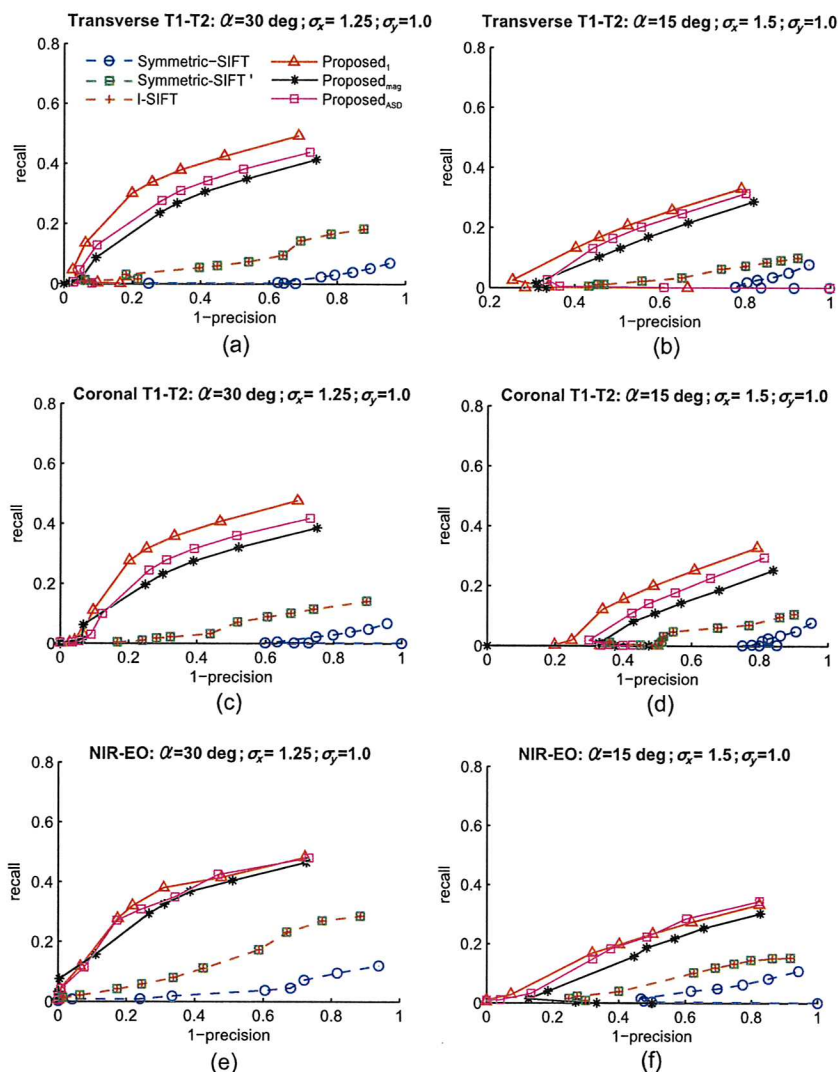 Transverse T1-T2: α=30 deg; σx= 1.25; σy=1.0
0.8
0.6
0.4
0.2
0
recall
Symmetric-SIFT
Symmetric-SIFT '
I-SIFT
Proposed1
Proposedmag
ProposedASD
0 0.2 0.4 0.6 0.8 1
1-precision
(a)
Transverse T1-T2: α=15 deg; σx= 1.5; σy=1.0
0.8
0.6
0.4
0.2
0
recall
0.2 0.4 0.6 0.8 1
1-precision
(b)
Coronal T1-T2: α=30 deg; σx= 1.25; σy=1.0
0.8
0.6
0.4
0.2
0
recall
0 0.2 0.4 0.6 0.8 1
1-precision
(c)
Coronal T1-T2: α=15 deg; σx= 1.5; σy=1.0
0.8
0.6
0.4
0.2
0
recall
0 0.2 0.4 0.6 0.8 1
1-precision
(d)
NIR-EO: α=30 deg; σx= 1.25; σy=1.0
0.8
0.6
0.4
0.2
0
recall
0 0.2 0.4 0.6 0.8 1
1-precision
(e)
NIR-EO: α=15 deg; σx= 1.5; σy=1.0
0.8
0.6
0.4
0.2
0
recall
0 0.2 0.4 0.6 0.8 1
1-precision
(f)